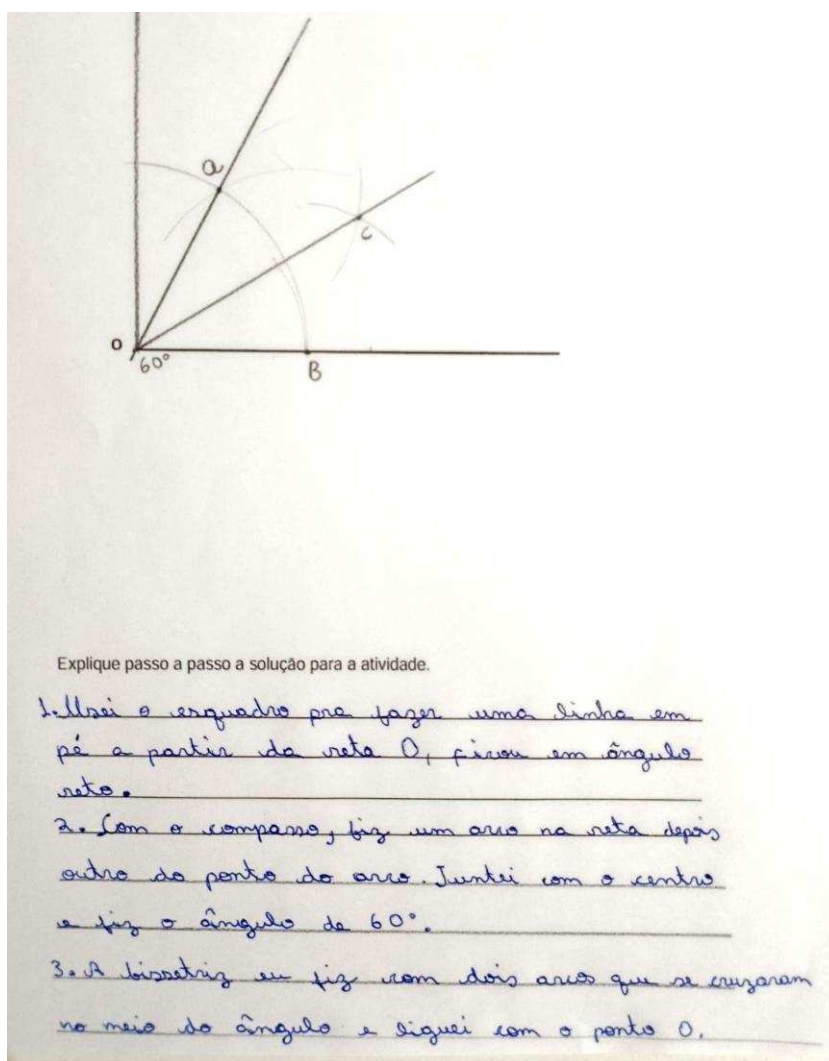 a
c
O
60°
B
Explique passo a passo a solução para a atividade.
1. Usei o esquadro pra fazer uma linha em
pé a partir da reta O, ficou em ângulo
reto.
2. Com o compasso, fiz um arco na reta depois
outro do ponto do arco. Juntei com o centro
e fiz o ângulo de 60°.
3. A bissetriz eu fiz com dois arcos que se cruzaram
no meio do ângulo e liguei com o ponto O.